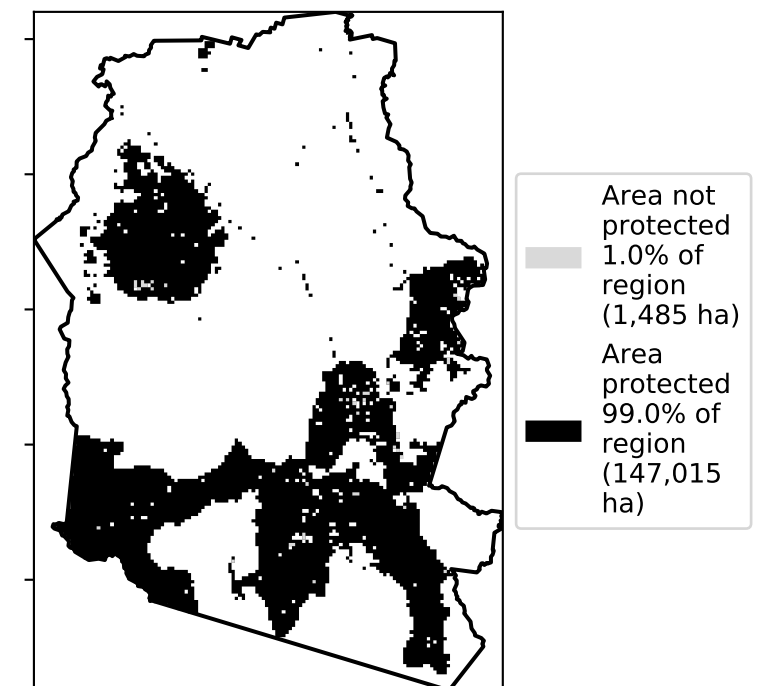 Area not
protected
1.0% of
region
(1,485 ha)
Area
protected
99.0% of
region
(147,015
ha)